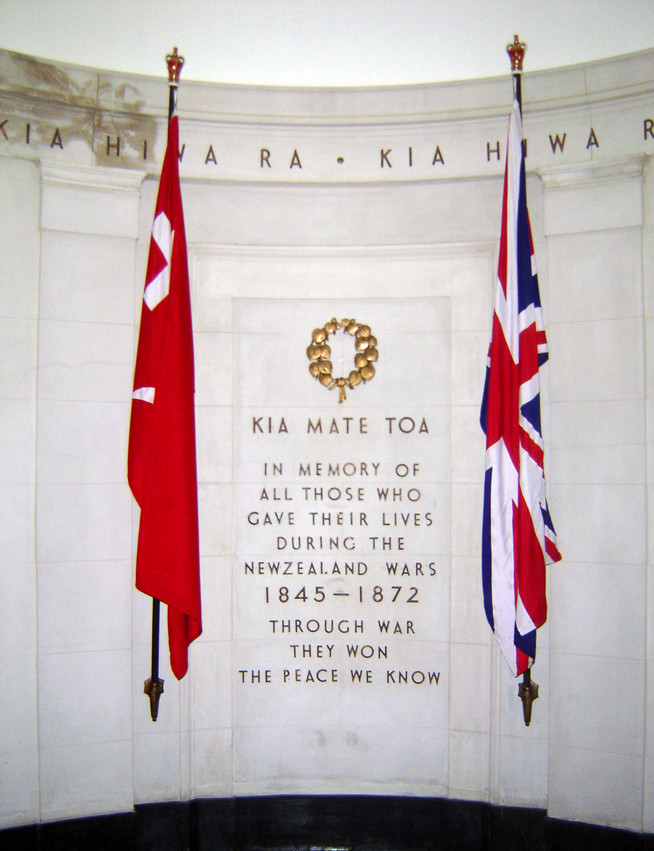 KIA HIWA RA • KIA HIWA R
KIA MATE TOA
IN MEMORY OF
ALL THOSE WHO
GAVE THEIR LIVES
DURING THE
NEWZEALAND WARS
1845–1872
THROUGH WAR
THEY WON
THE PEACE WE KNOW